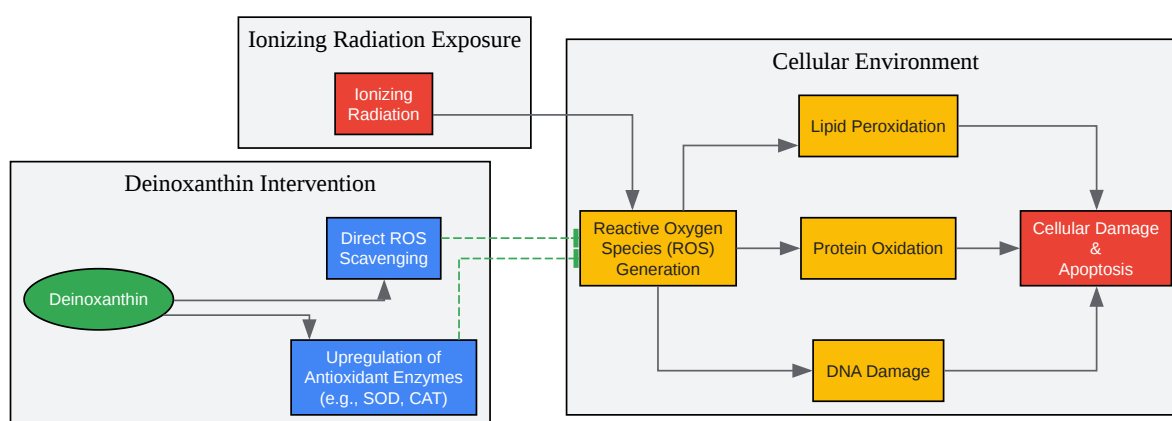 Ionizing Radiation Exposure
Ionizing
Radiation
Cellular Environment
Lipid Peroxidation
Deinoxanthin Intervention
Direct ROS
Scavenging
Reactive Oxygen
Species (ROS)
Generation
Protein Oxidation
Cellular Damage
&
Apoptosis
Deinoxanthin
Upregulation of
Antioxidant Enzymes
(e.g., SOD, CAT)
DNA Damage